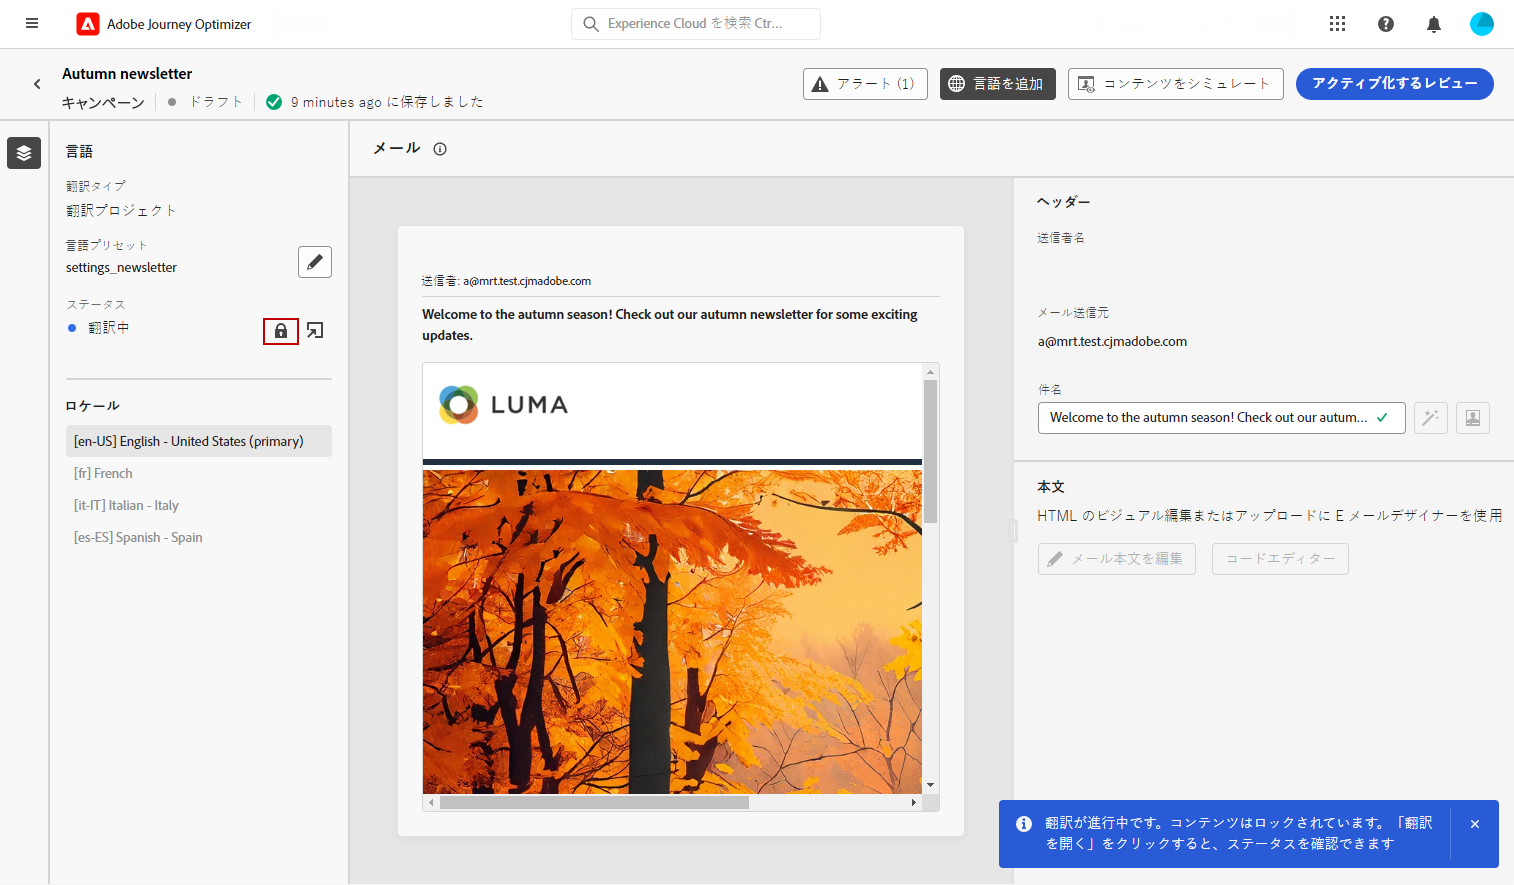 Adobe Journey Optimizer
Experience Cloud を検索 Ctr...
Autumn newsletter
キャンペーン
ドラフト
9 minutes ago に保存しました
アラート (1)
言語を追加
コンテンツをシミュレート
アクティブ化するレビュー
言語
翻訳タイプ
翻訳プロジェクト
言語プリセット
settings_newsletter
ステータス
翻訳中
ロケール
[en-US] English - United States (primary)
[fr] French
[it-IT] Italian - Italy
[es-ES] Spanish - Spain
メール
送信者: a@mrt.test.cjmadobe.com
Welcome to the autumn season! Check out our autumn newsletter for some exciting
updates.
LUMA
ヘッダー
送信者名
メール送信元
a@mrt.test.cjmadobe.com
件名
Welcome to the autumn season! Check out our autum...
本文
HTML のビジュアル編集またはアップロードに E メールデザイナーを使用
メール本文を編集
コードエディター
翻訳が進行中です。コンテンツはロックされています。「翻訳
を開く」をクリックすると、ステータスを確認できます